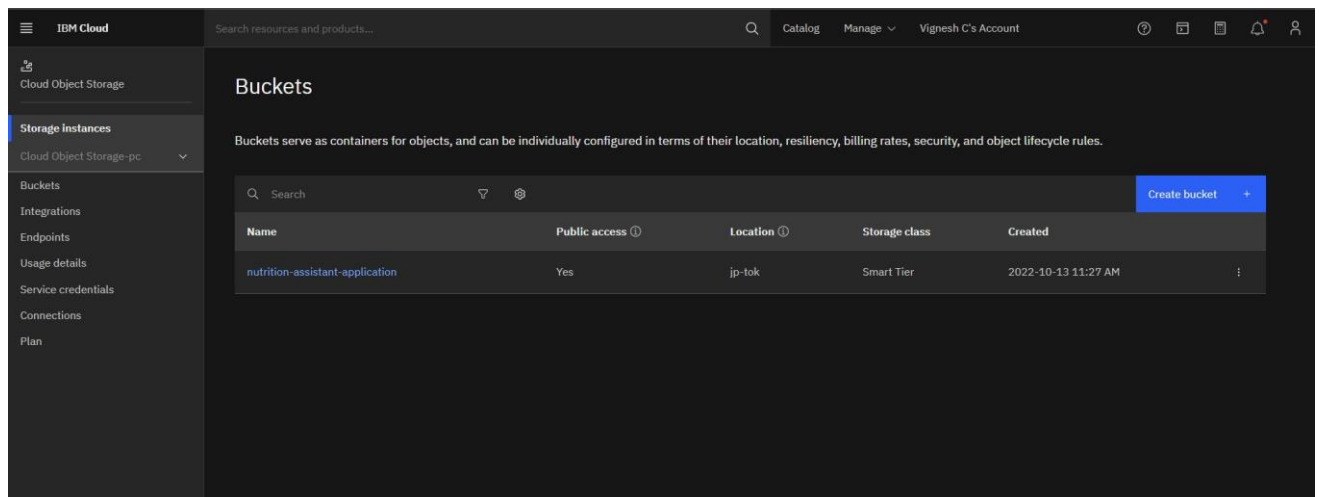 IBM Cloud
Search resources and products...
Catalog
Manage
Vignesh C's Account
Cloud Object Storage
Storage instances
Cloud Object Storage-pc
Buckets
Integrations
Endpoints
Usage details
Service credentials
Connections
Plan
Buckets
Buckets serve as containers for objects, and can be individually configured in terms of their location, resiliency, billing rates, security, and object lifecycle rules.
Search
Create bucket +
Name Public access Location Storage class Created
nutrition-assistant-application Yes jp-tok Smart Tier 2022-10-13 11:27 AM